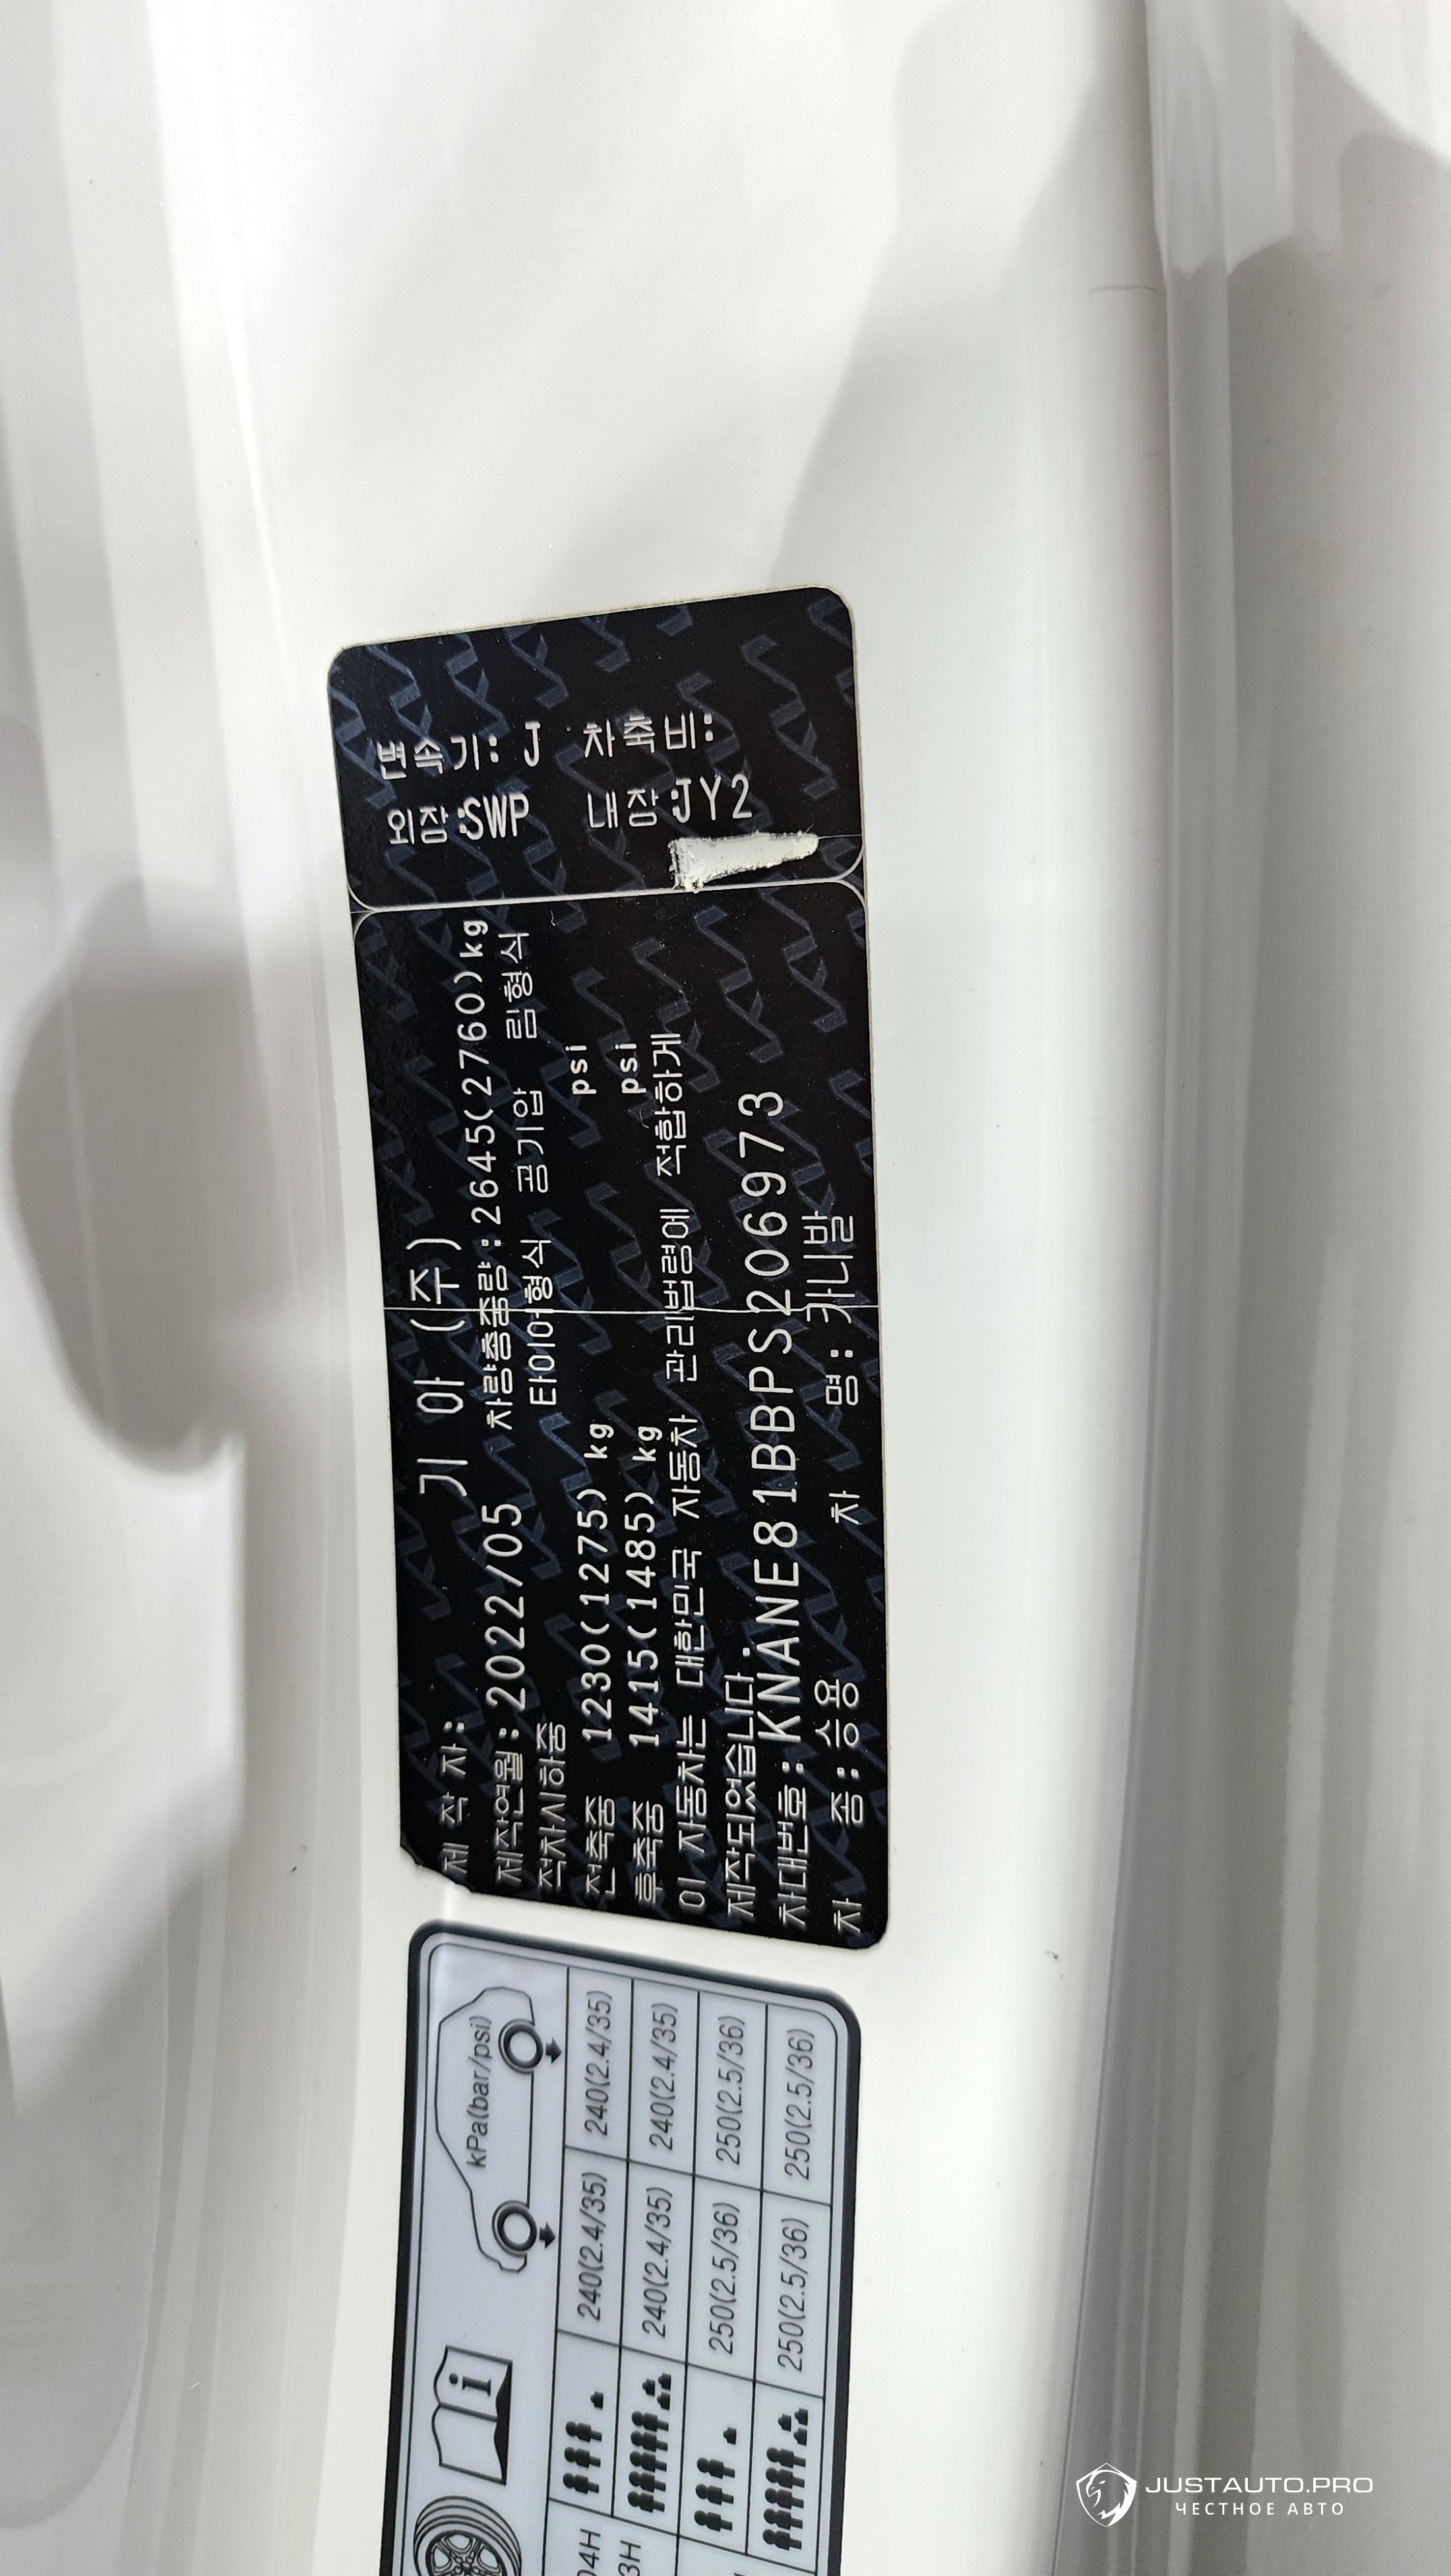 제 작 자: 기 아 (주)
제작연월: 2022/05 차량총중량: 2645(2760)kg
적차시하중 타이어형식 공기압 림형식
전축중 1230(1275)kg psi
후축중 1415(1485)kg psi
이 자동차는 대한민국 자동차 관리법령에 적합하게
제작되었습니다.
차대번호: KNANE81BBPS206973
차 종: 승용 차 명: 카니발
변속기: J 차축비:
외장:SWP 내장:JY2
kPa(bar/psi)
04H 240(2.4/35) 240(2.4/35)
3H 240(2.4/35) 240(2.4/35)
250(2.5/36) 250(2.5/36)
250(2.5/36) 250(2.5/36)
JUSTAUTO.PRO
ЧЕСТНОЕ АВТО